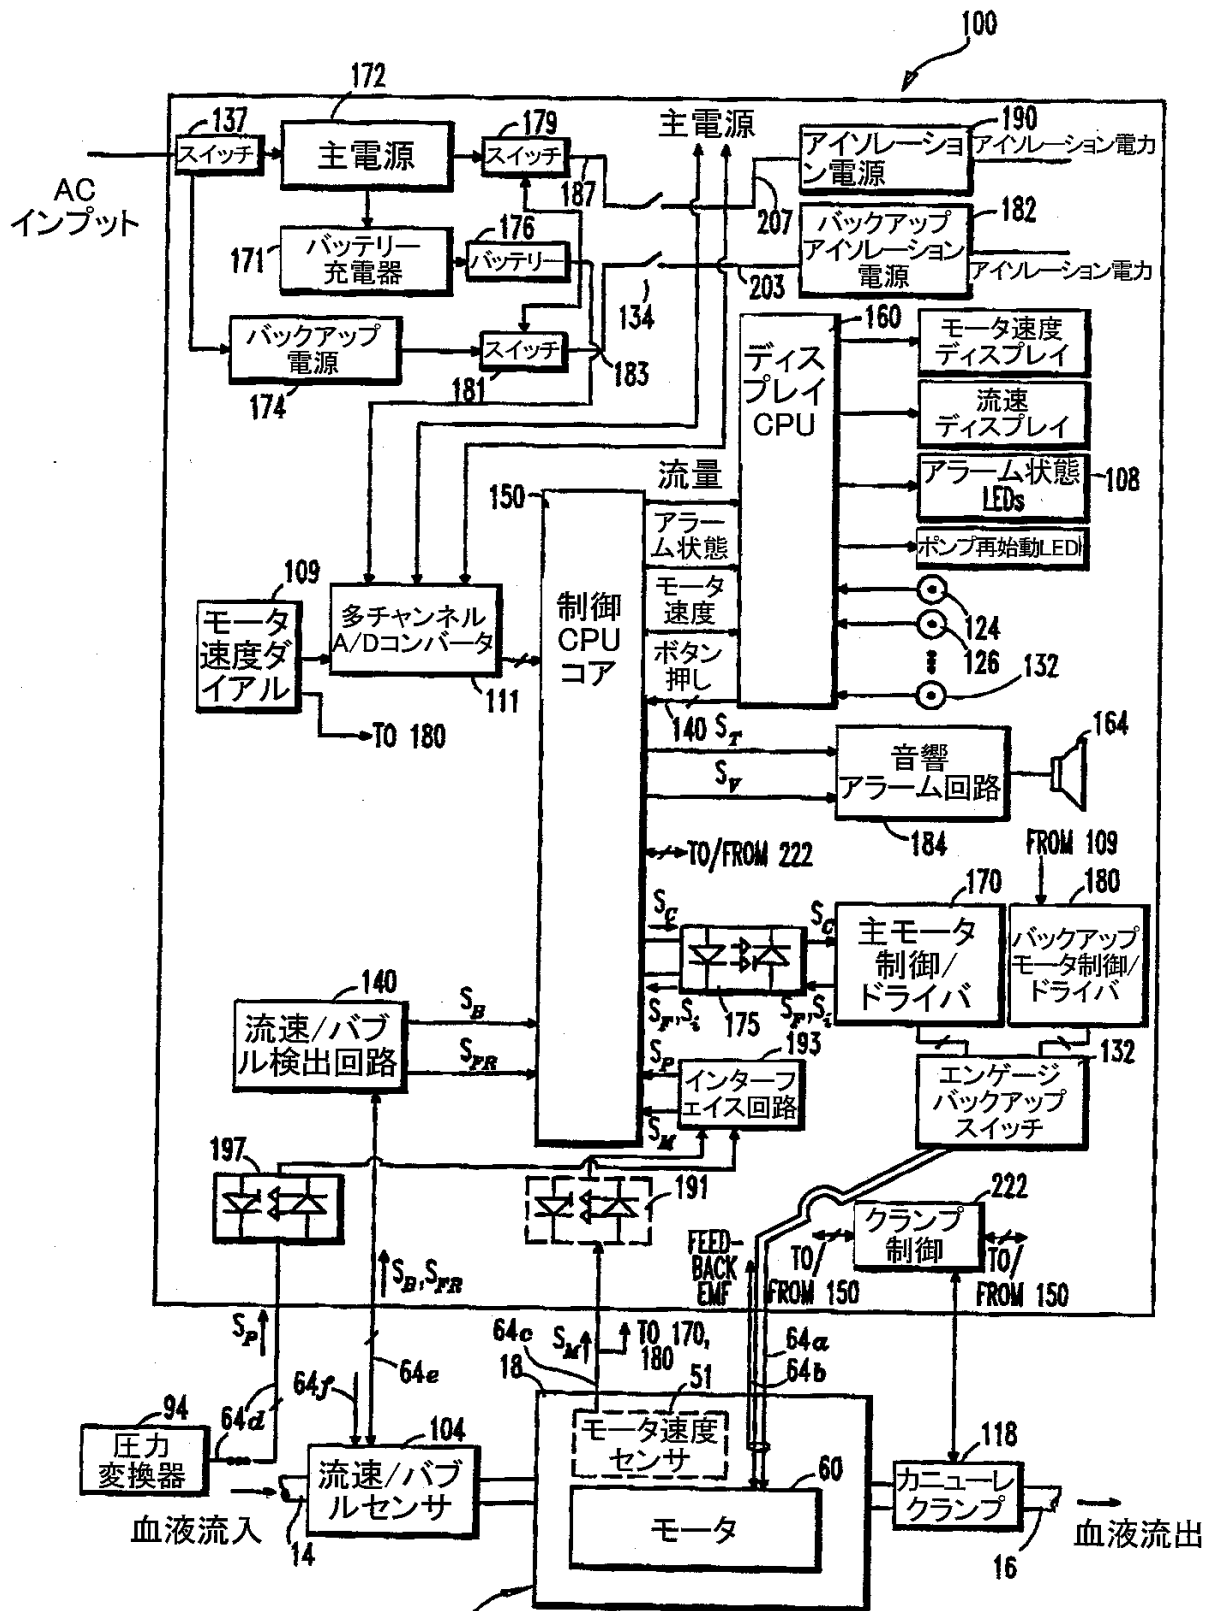 100
172
137
スイッチ
主電源
179
スイッチ
主電源
190
アイソレーショ
ン電源
アイソレーション電力
AC
インプット
187
207
171
バッテリー
充電器
176
バッテリー
182
バックアップ
アイソレーション
電源
アイソレーション電力
134
203
バックアップ
電源
174
スイッチ
181
183
160
ディス
プレイ
CPU
モータ速度
ディスプレイ
流速
ディスプレイ
アラーム状態
LEDs
108
ポンプ再始動LED
124
126
132
150
流量
アラー
ム状態
モータ
速度
ボタン
押し
140
制御
CPU
コア
109
モータ
速度ダ
イアル
多チャンネル
A/Dコンバータ
111
TO 180
S_T
S_V
音響
アラーム回路
184
164
TO/FROM 222
FROM 109
S_C
S_C
170
主モータ
制御/
ドライバ
180
バックアップ
モータ制御/
ドライバ
S_F,S_i
175
S_F,S_i
140
流速/バブ
ル検出回路
S_B
S_FR
S_P
S_M
193
インターフ
ェイス回路
132
エンゲージ
バックアップ
スイッチ
197
191
222
クランプ
制御
FEED-
BACK
EMF
TO/
FROM 150
TO/
FROM 150
S_B,S_FR
S_P
64d
64f
64e
64c
S_M
TO 170,
180
64a
64b
94
圧力
変換器
104
流速/バブ
ルセンサ
18
51
モータ速度
センサ
60
モータ
118
カニューレ
クランプ
血液流入
14
16
血液流出